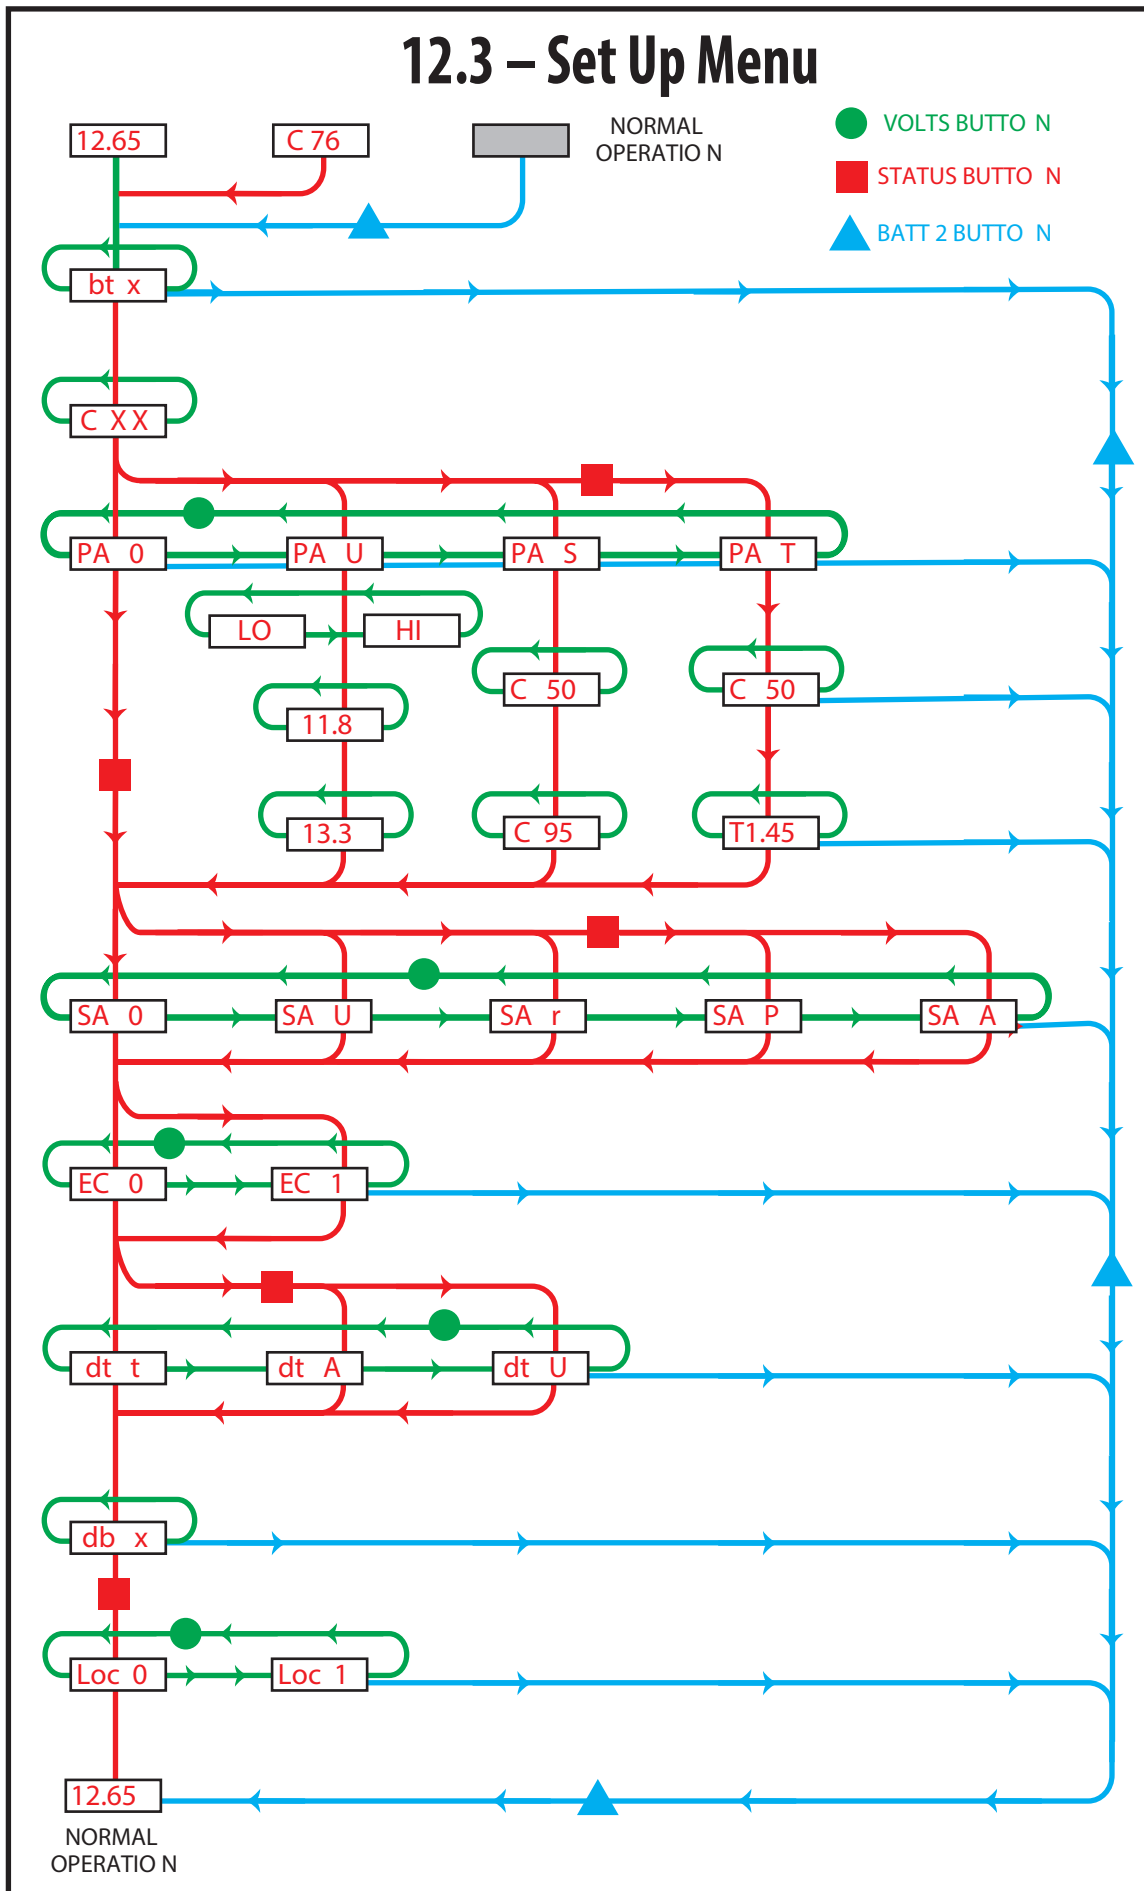 12.3 – Set Up Menu
12.65
C 76
NORMAL
OPERATIO N
VOLTS BUTTO N
STATUS BUTTO N
BATT 2 BUTTO N
bt x
C XX
PA 0
PA U
PA S
PA T
LO
HI
C 50
C 50
11.8
13.3
C 95
T1.45
SA 0
SA U
SA r
SA P
SA A
EC 0
EC 1
dt t
dt A
dt U
db x
Loc 0
Loc 1
12.65
NORMAL
OPERATIO N